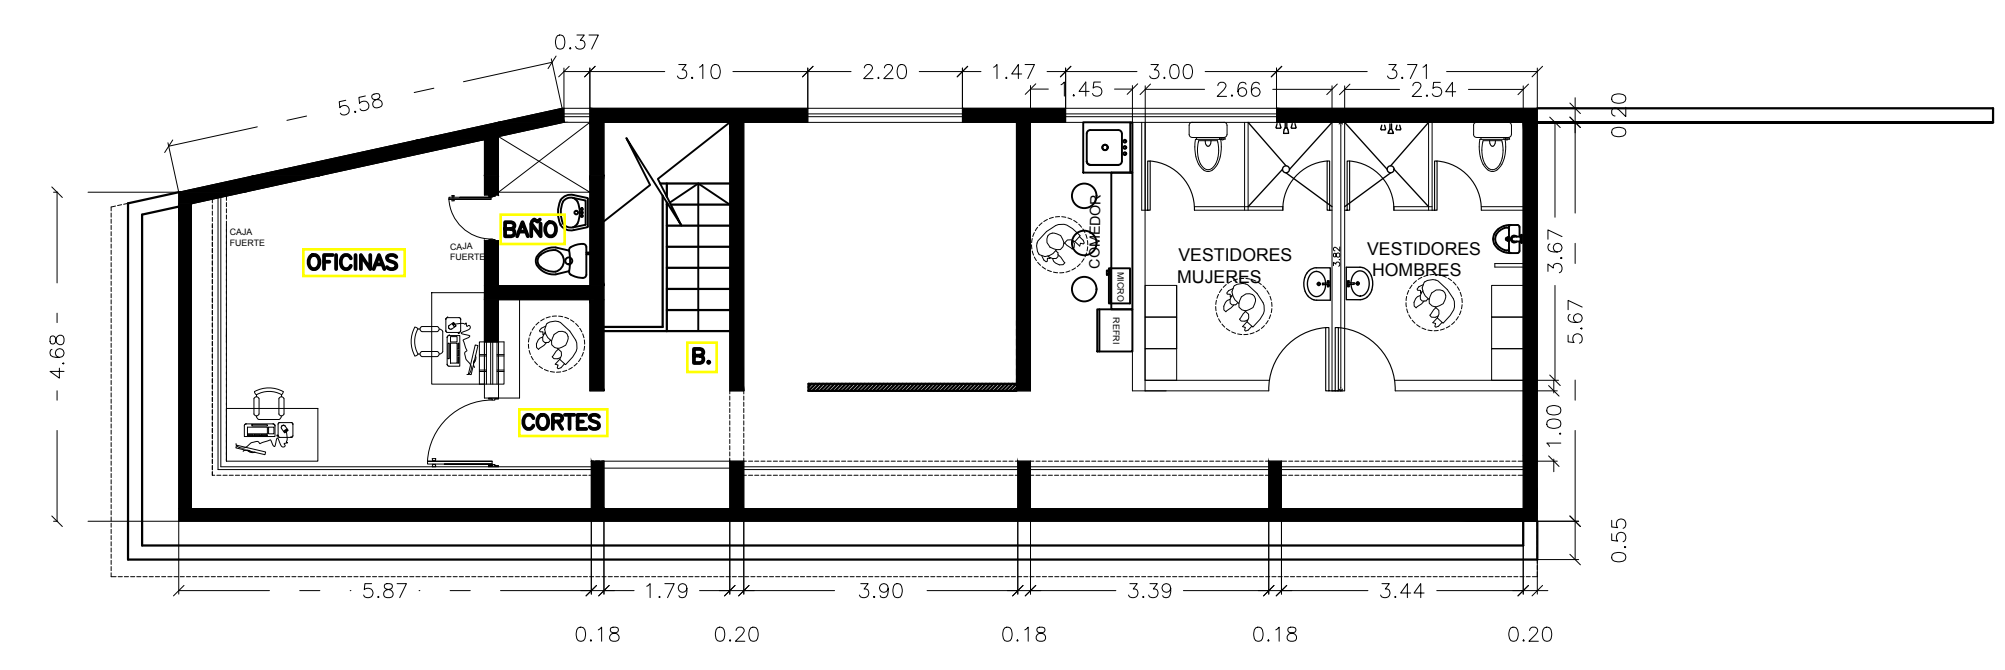 0.37
3.10
2.20
1.47
3.00
3.71
5.58
1.45
2.66
2.54
0.20
CAJA
FUERTE
OFICINAS
CAJA
FUERTE
BAÑO
COMEDOR
VESTIDORES
MUJERES
3.82
VESTIDORES
HOMBRES
3.67
MICRO
REFRI
5.67
4.68
B.
CORTES
1.00
0.55
5.87
1.79
3.90
3.39
3.44
0.18
0.20
0.18
0.18
0.20